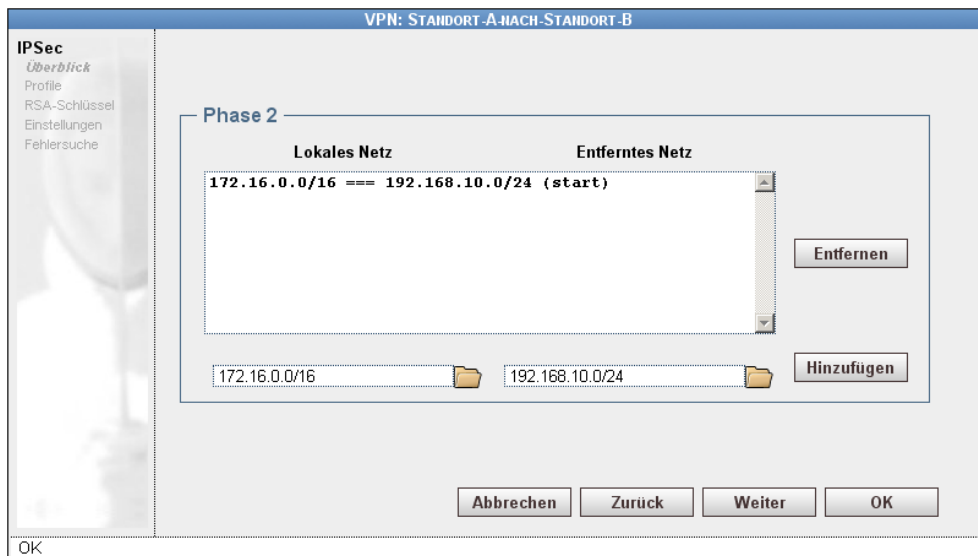 VPN: STANDORT-A-NACH-STANDORT-B
IPSec
Überblick
Profile
RSA-Schlüssel
Einstellungen
Fehlersuche
Phase 2
Lokales Netz Entferntes Netz
172.16.0.0/16 === 192.168.10.0/24 (start)
Entfernen
172.16.0.0/16 192.168.10.0/24 Hinzufügen
Abbrechen Zurück Weiter OK
OK